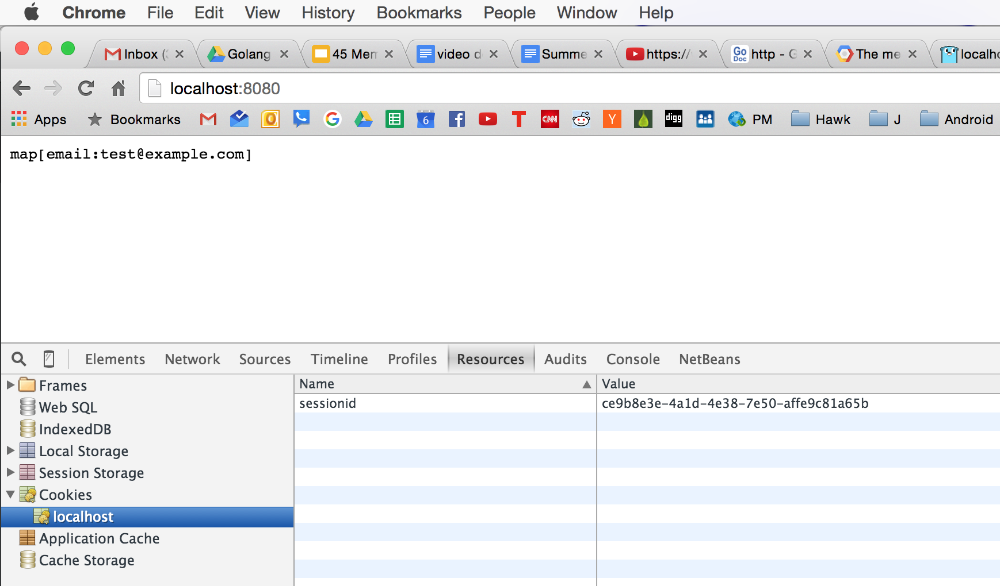 Chrome File Edit View History Bookmarks People Window Help
Inbox ( Golang 45 Mem video d Summe https:// http - G The me localho
localhost:8080
Apps Bookmarks 6 T CNN Y digg PM Hawk J Android
map[email:test@example.com]
Elements Network Sources Timeline Profiles Resources Audits Console NetBeans
Name Value
Frames
sessionid ce9b8e3e-4a1d-4e38-7e50-affe9c81a65b
Web SQL
IndexedDB
Local Storage
Session Storage
Cookies
localhost
Application Cache
Cache Storage